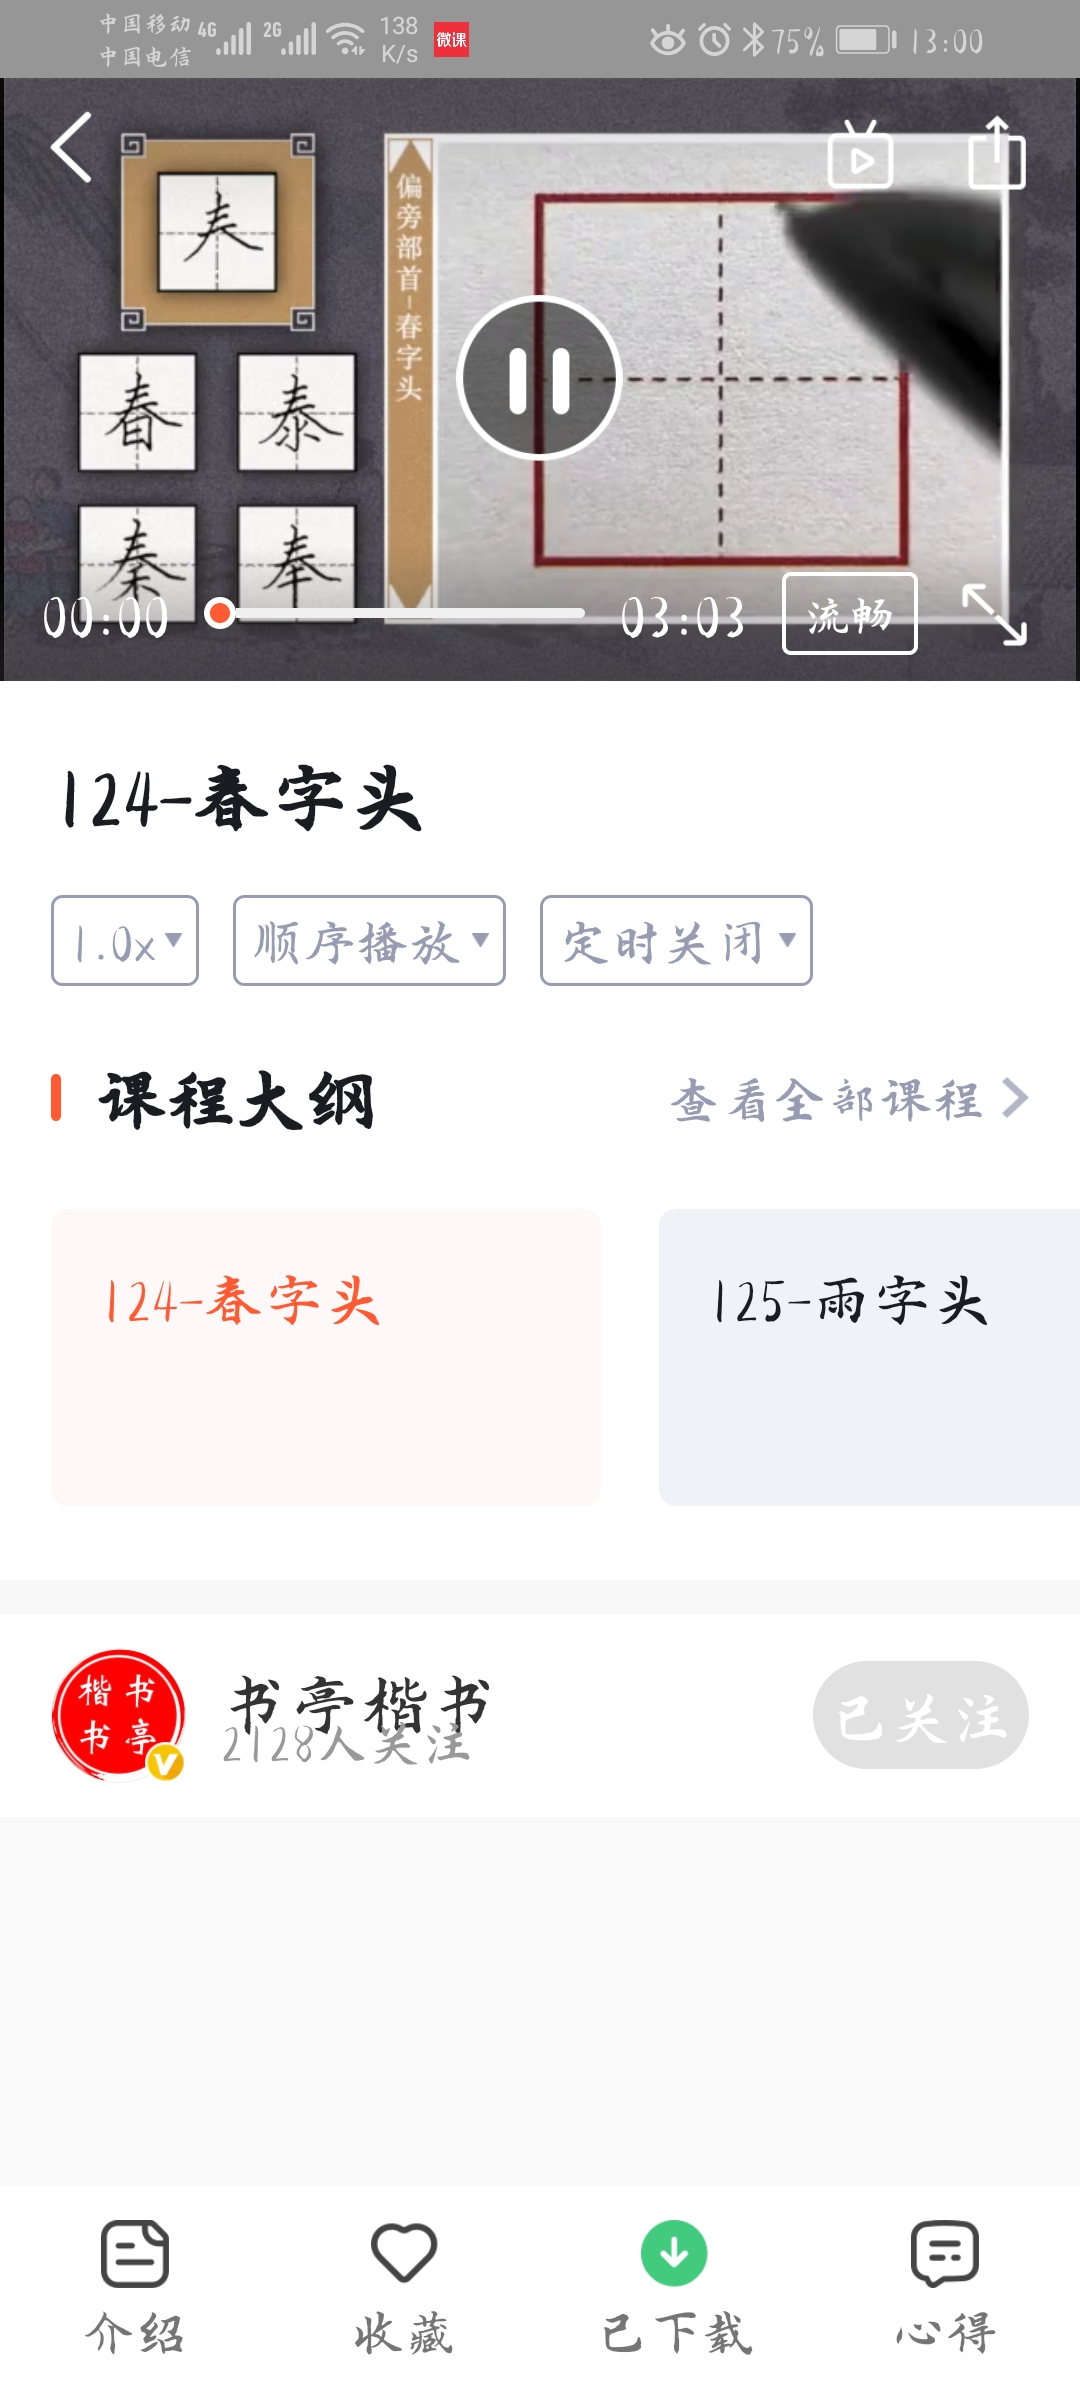 中国移动 4G 2G 138 K/s 微课 75% 13:00
中国电信
𡗗
春 泰
秦 奉
偏旁部首-春字头
00:00 03:03 流畅
124-春字头
1.0x 顺序播放 定时关闭
课程大纲 查看全部课程
124-春字头 125-雨字头
楷书书亭
书亭楷书
2128人关注
已关注
介绍 收藏 已下载 心得